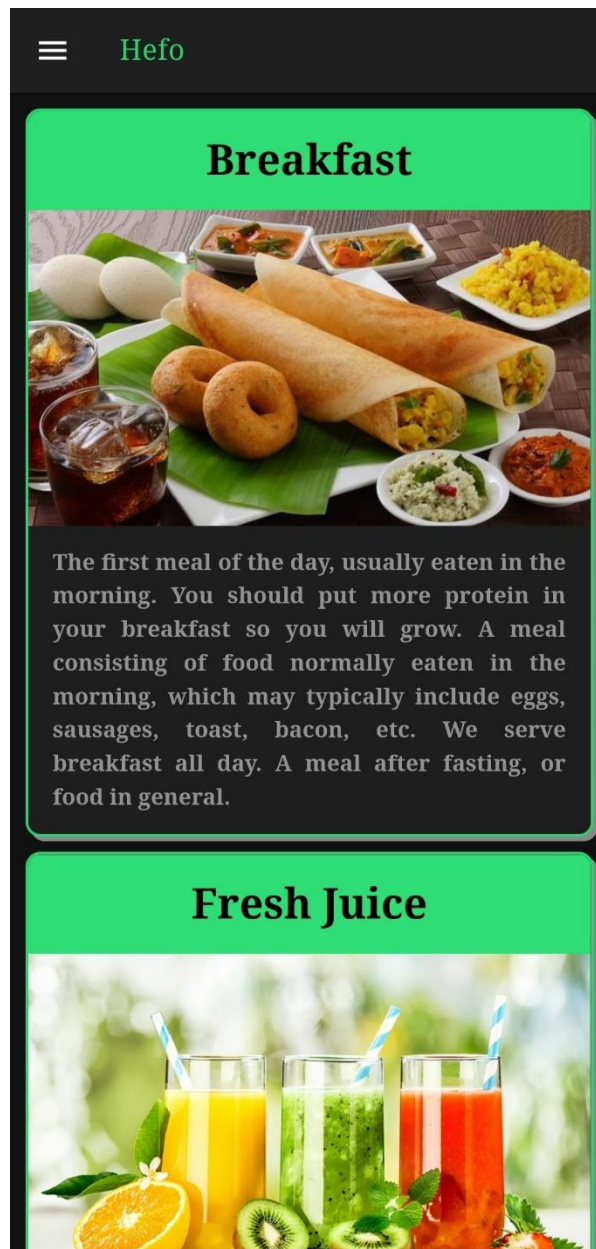 Hefo
Breakfast
The first meal of the day, usually eaten in the
morning. You should put more protein in
your breakfast so you will grow. A meal
consisting of food normally eaten in the
morning, which may typically include eggs,
sausages, toast, bacon, etc. We serve
breakfast all day. A meal after fasting, or
food in general.
Fresh Juice